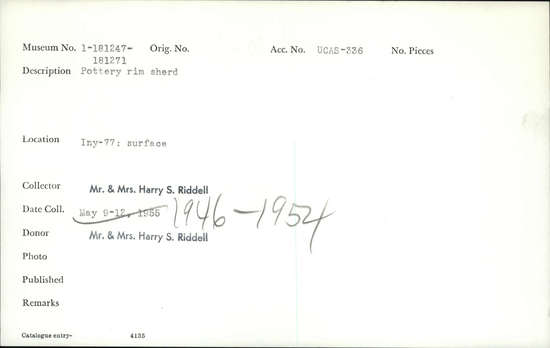 Museum No. 1-181247- Orig. No. Acc. No. UCAS-336 No. Pieces
181271
Description Pottery rim sherd
Location Iny-77: surface
Collector Mr. & Mrs. Harry S. Riddell
Date Coll. May 9-12, 1955 1946-1954
Donor Mr. & Mrs. Harry S. Riddell
Photo
Published
Remarks
Catalogue entry- 4135